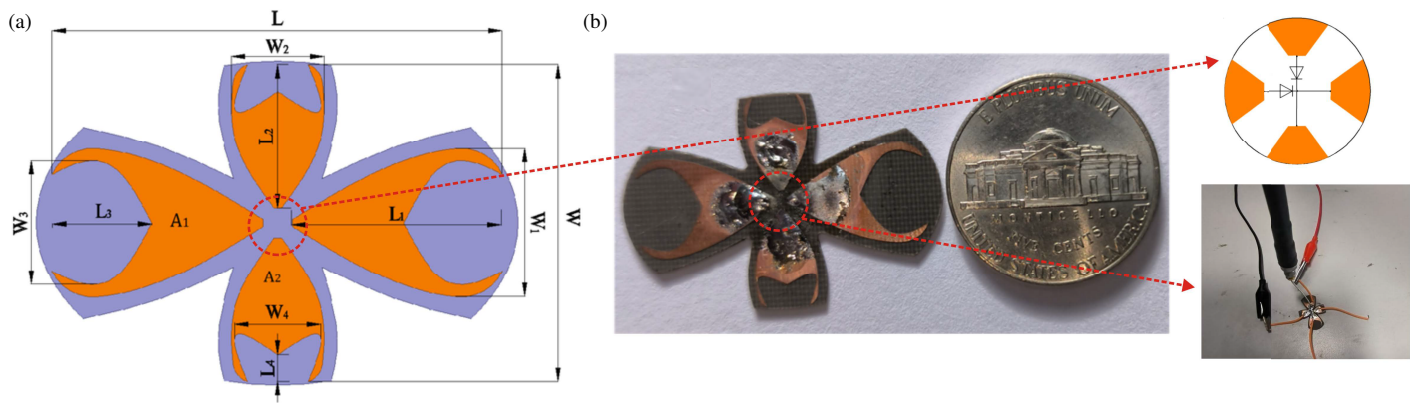 (a)
L
W₂
L₂
W₃
L₃
A₁
L₁
W₁
W
A₂
W₄
L₄
(b)
E PLURIBUS UNUM
MONTICELLO
FIVE CENTS
UNITED STATES OF AMERICA